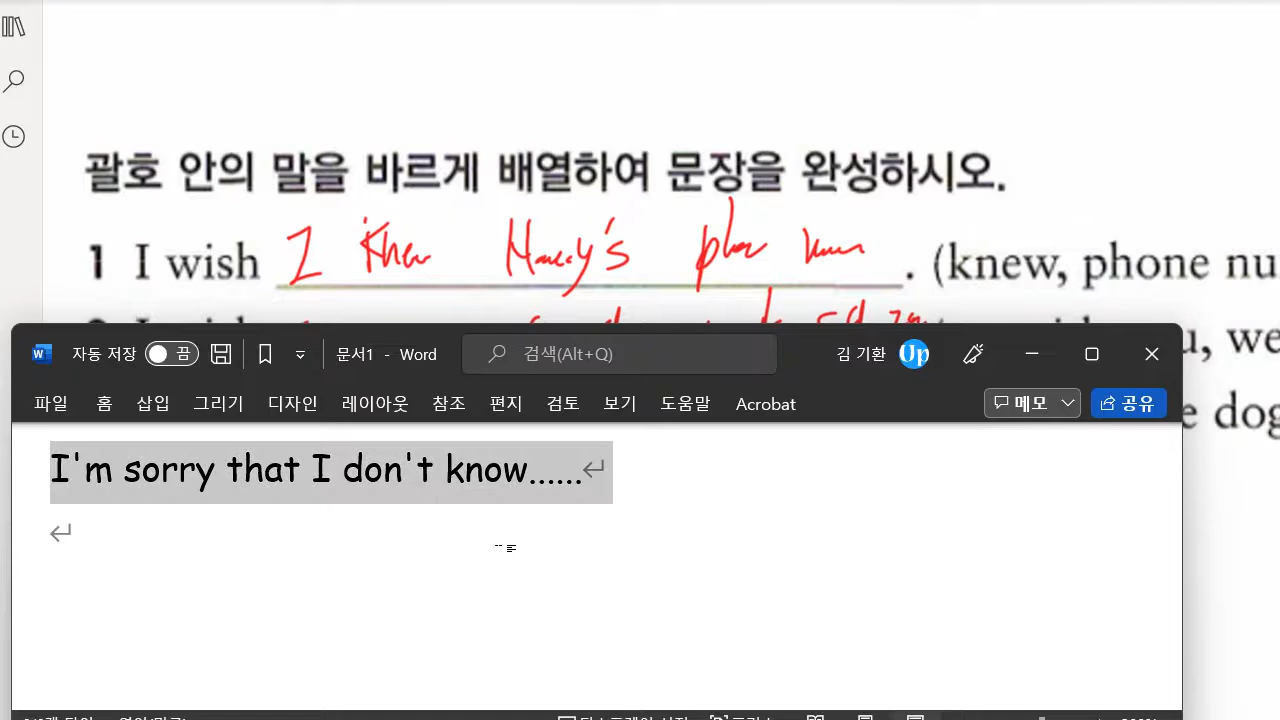 괄호 안의 말을 바르게 배열하여 문장을 완성하시오.
1 I wish I knew Nancy's phone number. (knew, phone nu
u, we
자동 저장 끔 문서1 - Word 검색(Alt+Q) 김 기환 Up
파일 홈 삽입 그리기 디자인 레이아웃 참조 편지 검토 보기 도움말 Acrobat 메모 공유
e dog
I'm sorry that I don't know......